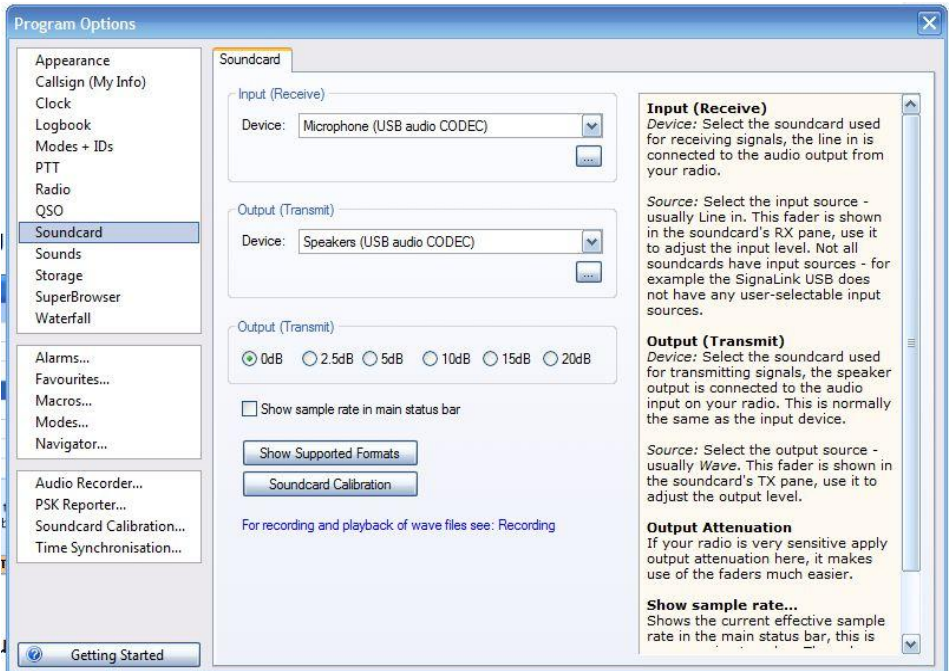 Program Options
Appearance
Callsign (My Info)
Clock
Logbook
Modes + IDs
PTT
Radio
QSO
Soundcard
Sounds
Storage
SuperBrowser
Waterfall
Alarms...
Favourites...
Macros...
Modes...
Navigator...
Audio Recorder...
PSK Reporter...
Soundcard Calibration...
Time Synchronisation...
Getting Started
Soundcard
Input (Receive)
Device: Microphone (USB audio CODEC)
...
Output (Transmit)
Device: Speakers (USB audio CODEC)
...
Output (Transmit)
0dB 2.5dB 5dB 10dB 15dB 20dB
Show sample rate in main status bar
Show Supported Formats
Soundcard Calibration
For recording and playback of wave files see: Recording
Input (Receive)
Device: Select the soundcard used
for receiving signals, the line in is
connected to the audio output from
your radio.
Source: Select the input source -
usually Line in. This fader is shown
in the soundcard's RX pane, use it
to adjust the input level. Not all
soundcards have input sources - for
example the SignaLink USB does
not have any user-selectable input
sources.
Output (Transmit)
Device: Select the soundcard used
for transmitting signals, the speaker
output is connected to the audio
input on your radio. This is normally
the same as the input device.
Source: Select the output source -
usually Wave. This fader is shown in
the soundcard's TX pane, use it to
adjust the output level.
Output Attenuation
If your radio is very sensitive apply
output attenuation here, it makes
use of the faders much easier.
Show sample rate...
Shows the current effective sample
rate in the main status bar, this is